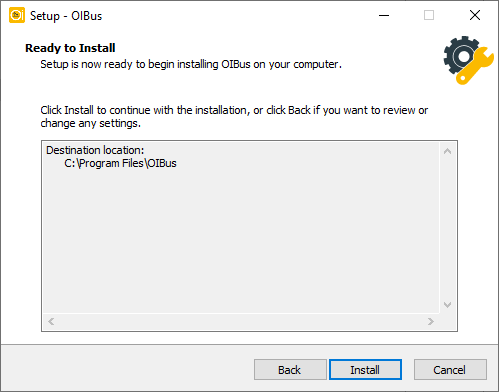 Setup - OIBus
Ready to Install
Setup is now ready to begin installing OIBus on your computer.
Click Install to continue with the installation, or click Back if you want to review or
change any settings.
Destination location:
C:\Program Files\OIBus
Back
Install
Cancel